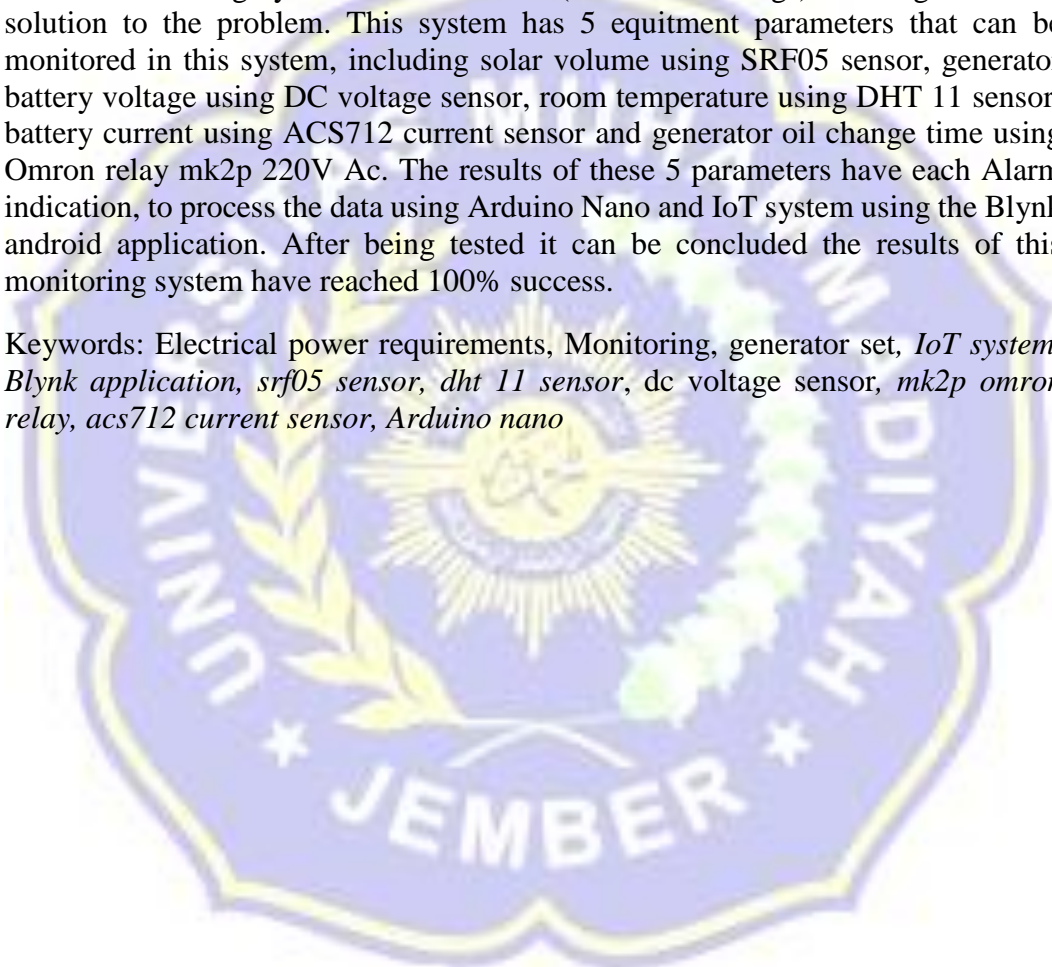 solution to the problem. This system has 5 equitment parameters that can be
monitored in this system, including solar volume using SRF05 sensor, generator
battery voltage using DC voltage sensor, room temperature using DHT 11 sensor
battery current using ACS712 current sensor and generator oil change time using
Omron relay mk2p 220V Ac. The results of these 5 parameters have each Alarm
indication, to process the data using Arduino Nano and IoT system using the Blynk
android application. After being tested it can be concluded the results of this
monitoring system have reached 100% success.
Keywords: Electrical power requirements, Monitoring, generator set, IoT system
Blynk application, srf05 sensor, dht 11 sensor, dc voltage sensor, mk2p omron
relay, acs712 current sensor, Arduino nano
UNIVERSITAS MUHAMMADIYAH
JEMBER